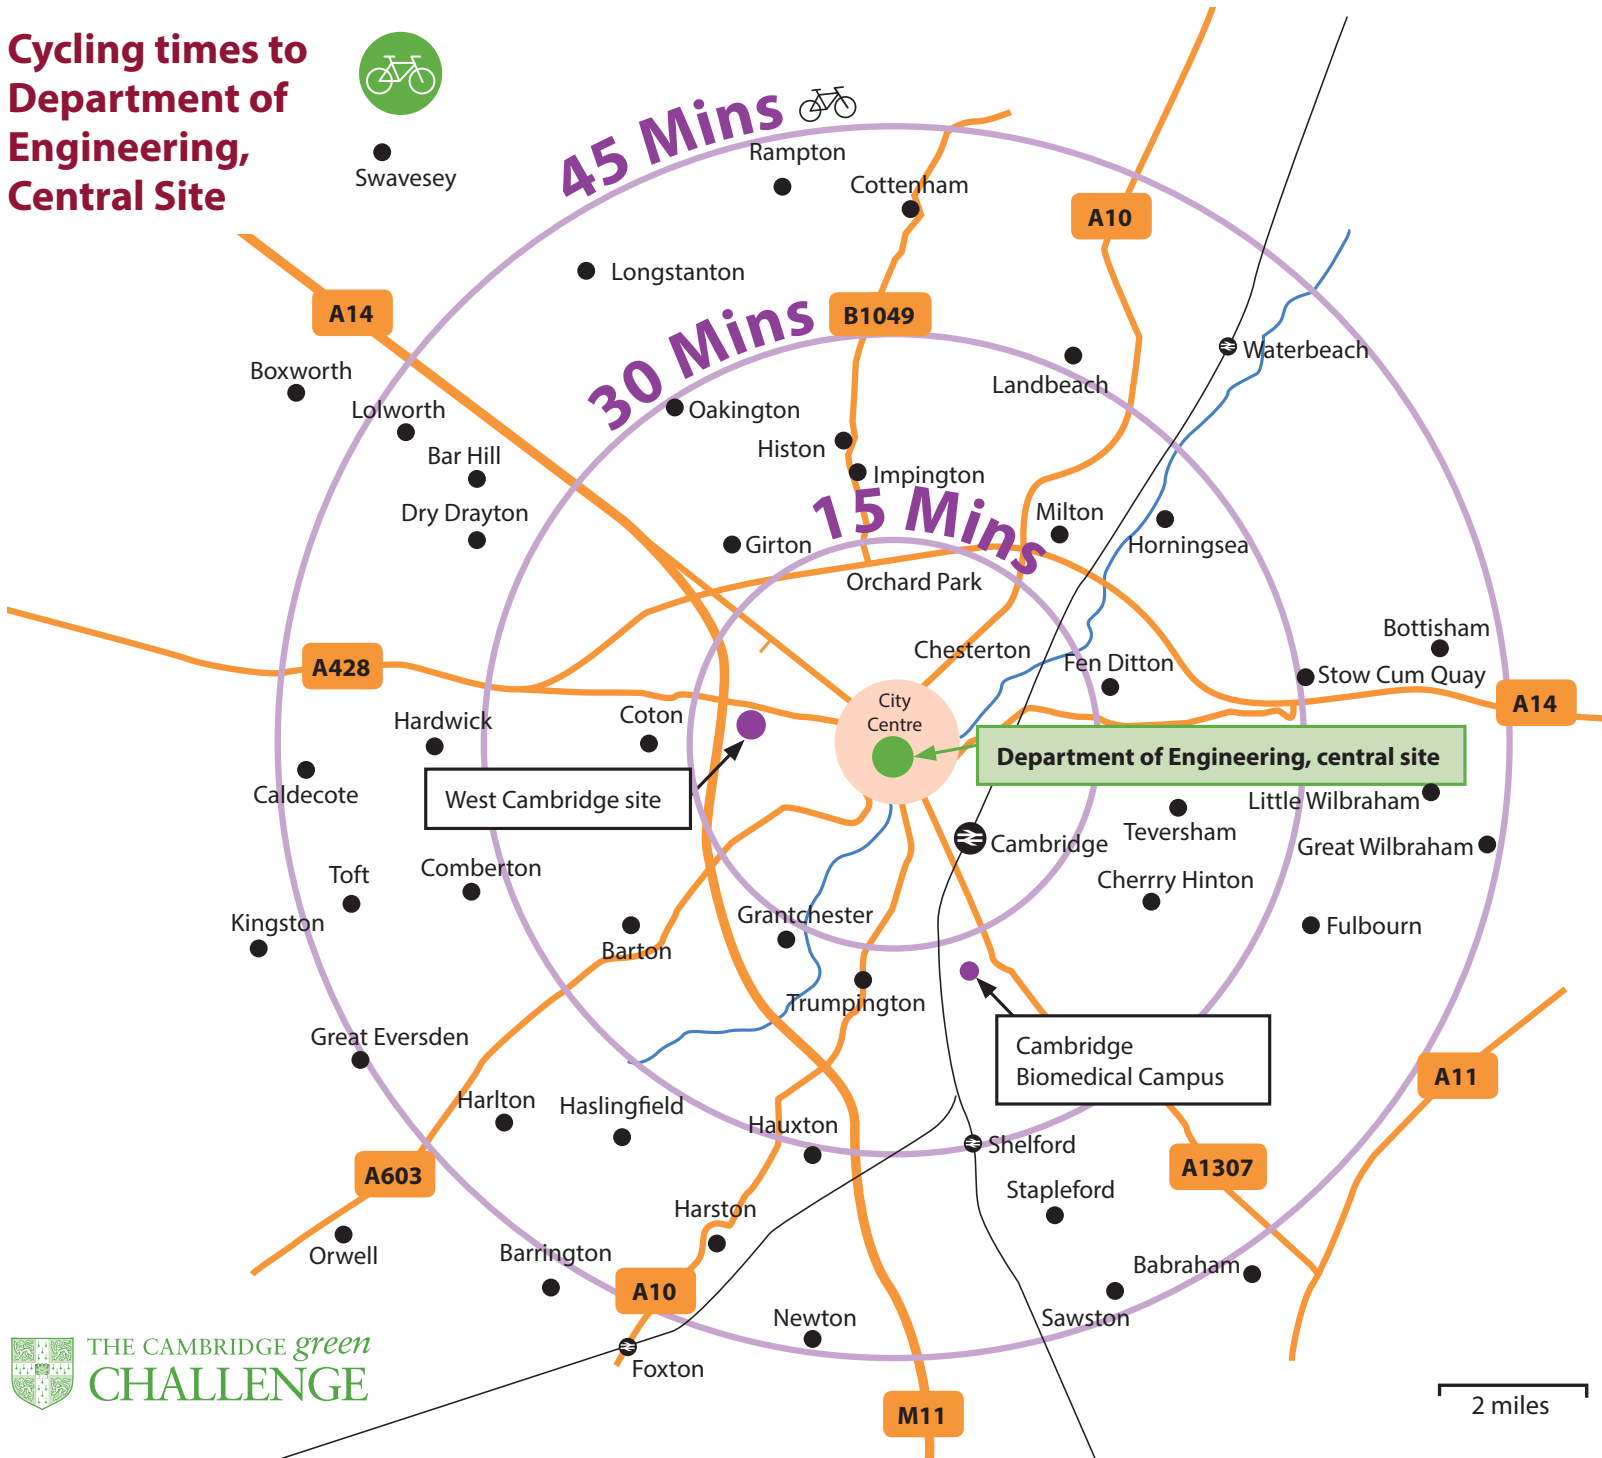 Cycling times to
Department of
Engineering,
Central Site
45 Mins
Rampton
Swavesey
Cottenham
A10
Longstanton
A14
30 Mins
B1049
Waterbeach
Boxworth
Landbeach
Lolworth
Oakington
Histon
Bar Hill
Impington
15 Mins
Dry Drayton
Milton
Girton
Horningsea
Orchard Park
Bottisham
Chesterton
Fen Ditton
A428
Stow Cum Quay
City
Centre
A14
Coton
Hardwick
Department of Engineering, central site
Caldecote
West Cambridge site
Little Wilbraham
Teversham
Cambridge
Great Wilbraham
Comberton
Toft
Cherrry Hinton
Grantchester
Kingston
Fulbourn
Barton
Trumpington
Great Eversden
Cambridge
Biomedical Campus
A11
Harlton
Haslingfield
Hauxton
Shelford
A603
A1307
Stapleford
Harston
Orwell
Barrington
Babraham
A10
Newton
Sawston
THE CAMBRIDGE green
CHALLENGE
Foxton
2 miles
M11